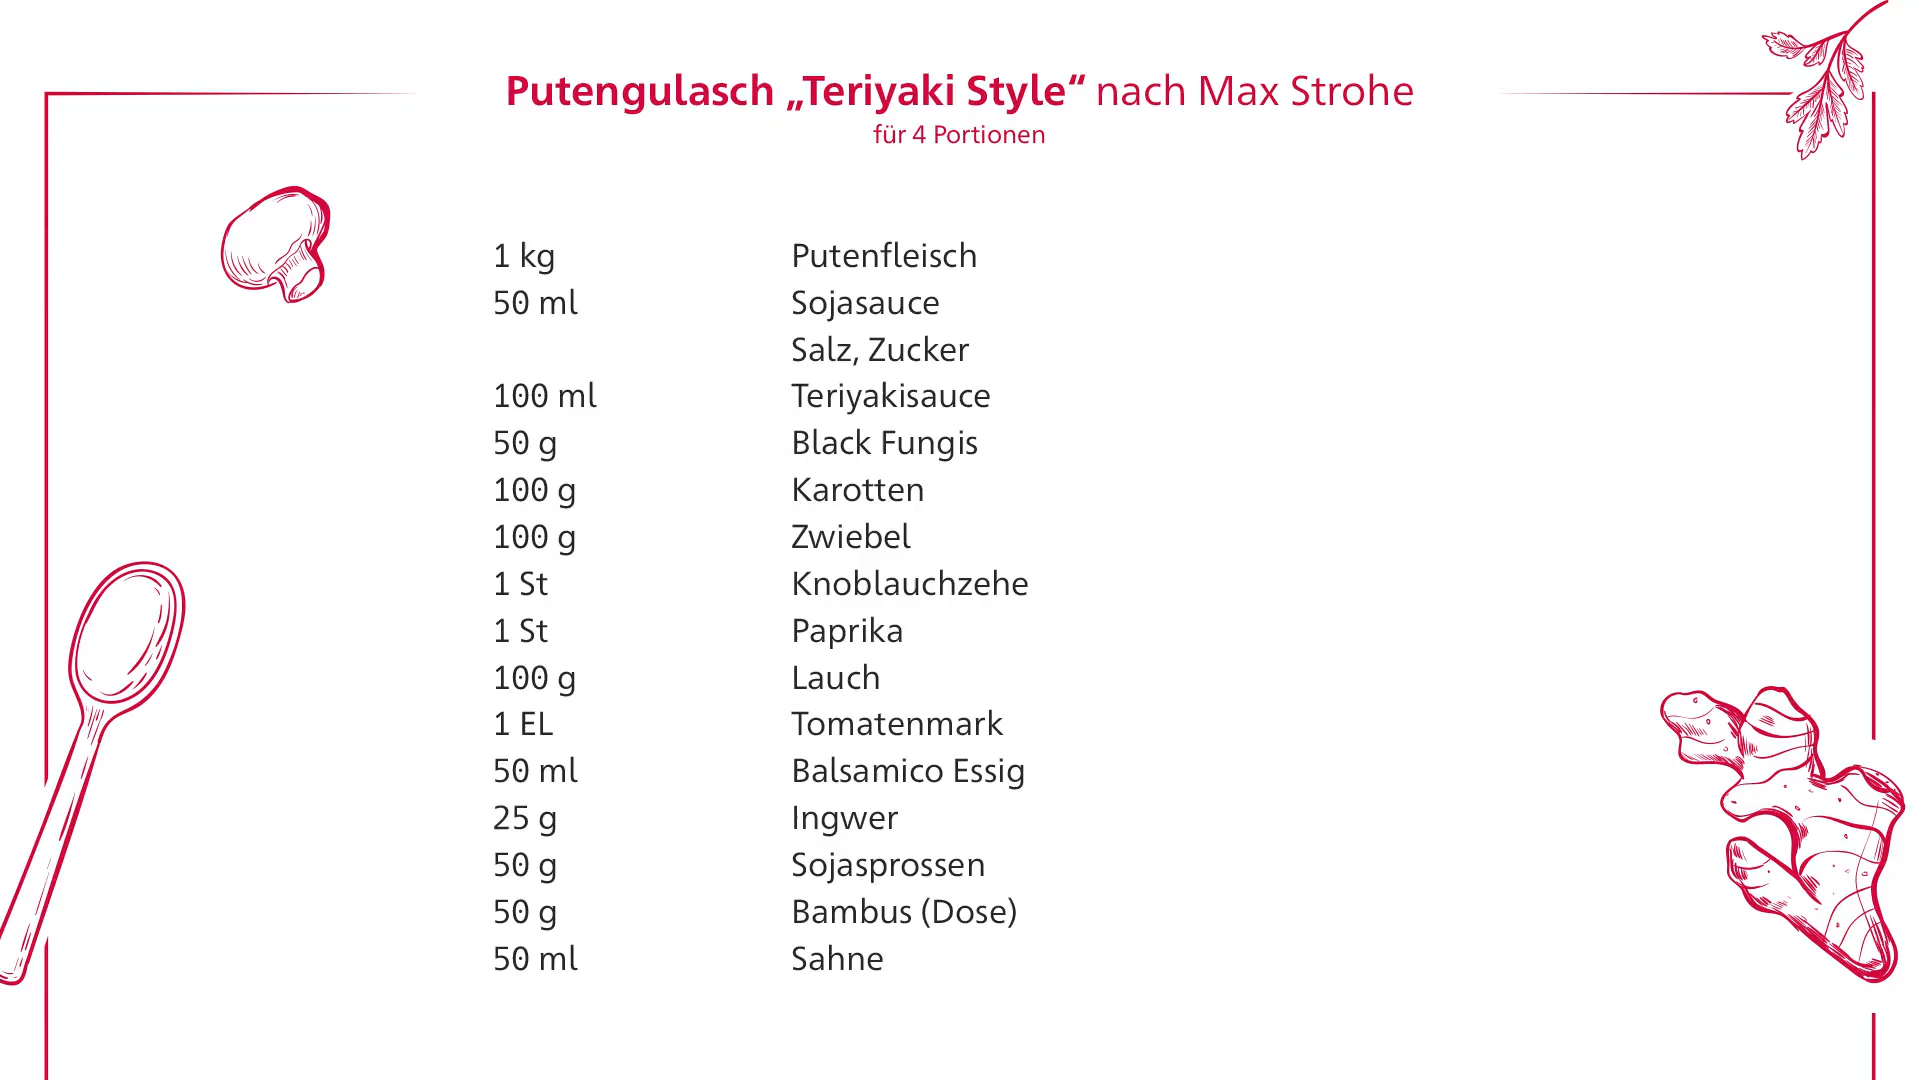 Putengulasch „Teriyaki Style“ nach Max Strohe
für 4 Portionen
1 kg Putenfleisch
50 ml Sojasauce
Salz, Zucker
100 ml Teriyakisauce
50 g Black Fungis
100 g Karotten
100 g Zwiebel
1 St Knoblauchzehe
1 St Paprika
100 g Lauch
1 EL Tomatenmark
50 ml Balsamico Essig
25 g Ingwer
50 g Sojasprossen
50 g Bambus (Dose)
50 ml Sahne